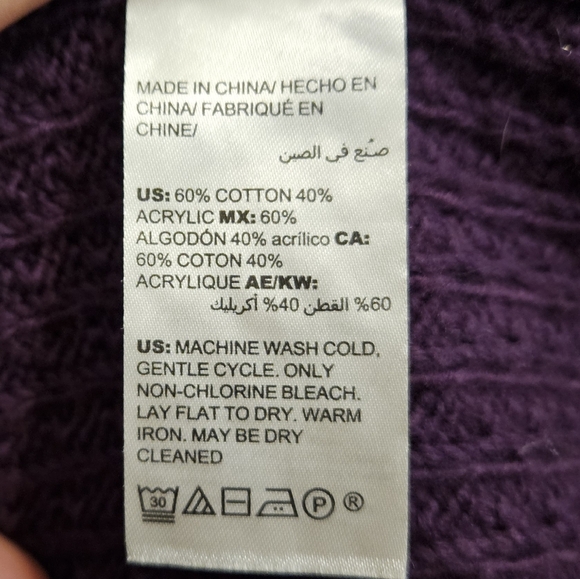 MADE IN CHINA/ HECHO EN
CHINA/ FABRIQUÉ EN
CHINE/
صُنع في الصين
US: 60% COTTON 40%
ACRYLIC MX: 60%
ALGODÓN 40% acrílico CA:
60% COTON 40%
ACRYLIQUE AE/KW:
60% القطن 40% أكريليك
US: MACHINE WASH COLD,
GENTLE CYCLE. ONLY
NON-CHLORINE BLEACH.
LAY FLAT TO DRY. WARM
IRON. MAY BE DRY
CLEANED
30 P ®